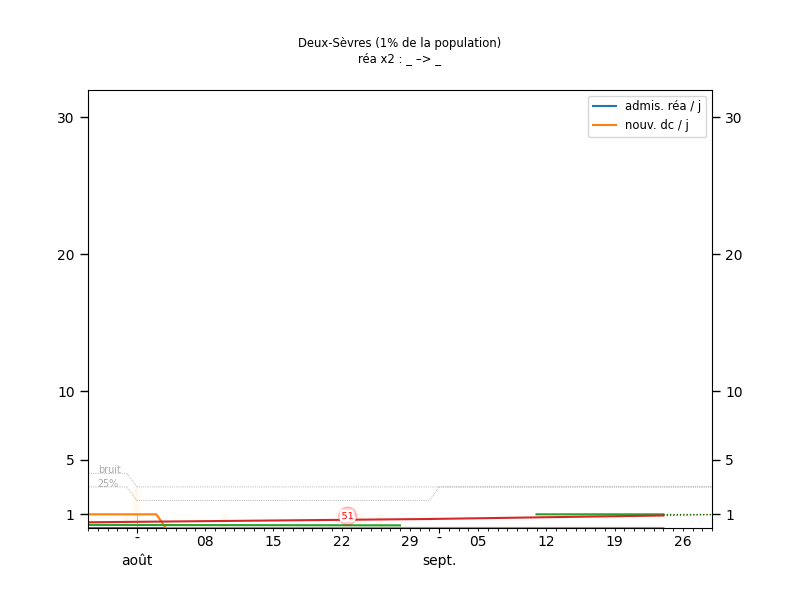 Deux-Sèvres (1% de la population)
réa x2 : _ –> _
admis. réa / j
nouv. dc / j
30 30
20 20
10 10
5 5
bruit
25%
51
1 1
- 08 15 22 29 - 05 12 19 26
août sept.